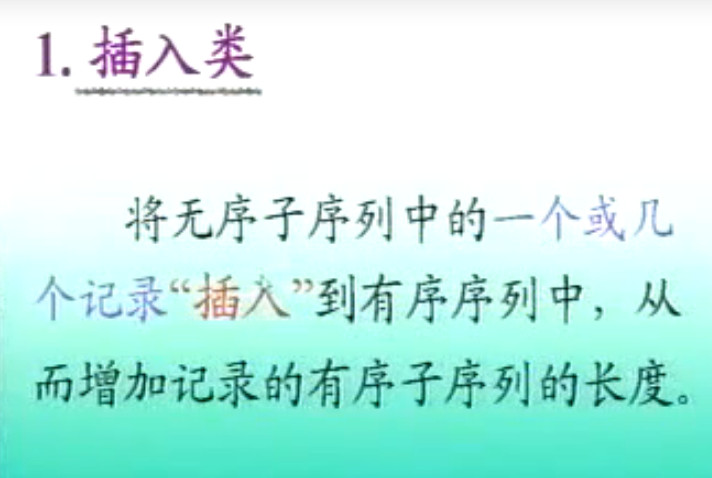 1. 插入类
将无序子序列中的一个或几
个记录“插入”到有序序列中，从
而增加记录的有序子序列的长度。